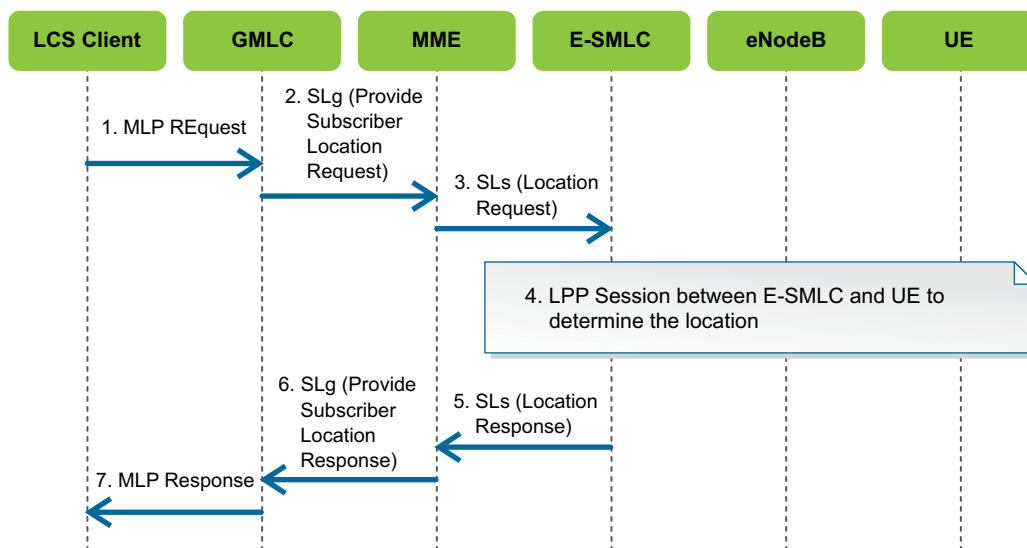 LCS Client
GMLC
MME
E-SMLC
eNodeB
UE
1. MLP REquest
2. SLg (Provide
Subscriber
Location
Request)
3. SLs (Location
Request)
4. LPP Session between E-SMLC and UE to
determine the location
5. SLs (Location
Response)
6. SLg (Provide
Subscriber
Location
Response)
7. MLP Response